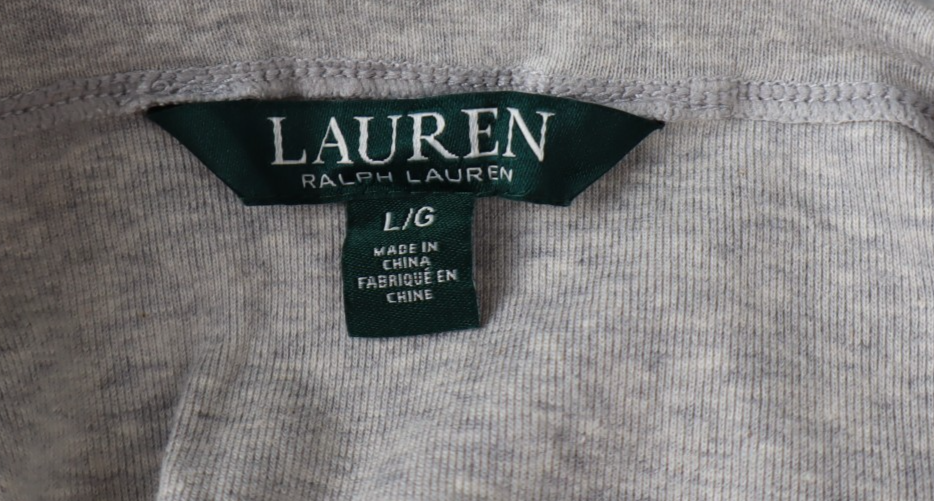 LAUREN
RALPH LAUREN
L/G
MADE IN
CHINA
FABRIQUÉ EN
CHINE